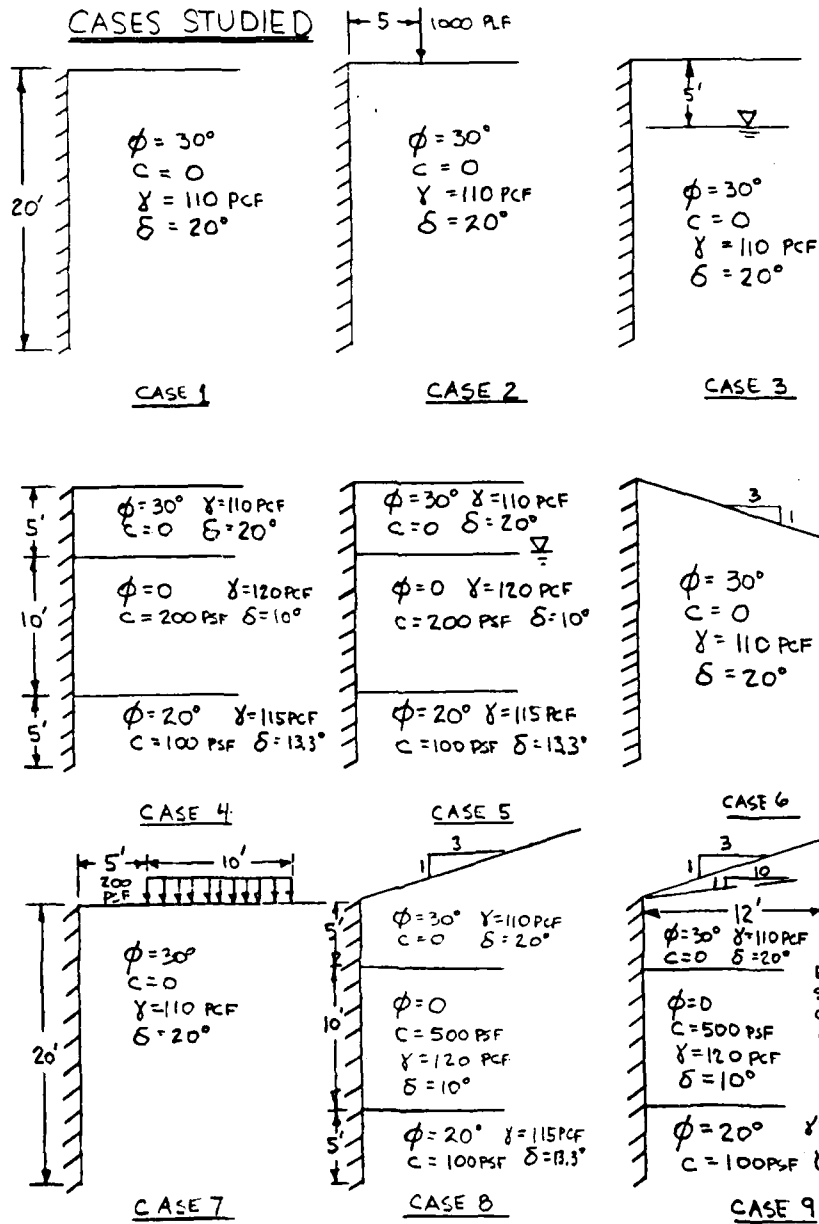 CASES STUDIED
5 1000 PLF
20'
φ = 30°
C = 0
γ = 110 PCF
δ = 20°
CASE 1
φ = 30°
C = 0
γ = 110 PCF
δ = 20°
CASE 2
5'
φ = 30°
C = 0
γ = 110 PCF
δ = 20°
CASE 3
5'
φ = 30° γ = 110 PCF
C = 0 δ = 20°
10'
φ = 0 γ = 120 PCF
C = 200 PSF δ = 10°
5'
φ = 20° γ = 115 PCF
C = 100 PSF δ = 13.3°
CASE 4
φ = 30° γ = 110 PCF
C = 0 δ = 20°
φ = 0 γ = 120 PCF
C = 200 PSF δ = 10°
φ = 20° γ = 115 PCF
C = 100 PSF δ = 13.3°
CASE 5
3
1
φ = 30°
C = 0
γ = 110 PCF
δ = 20°
CASE 6
5' 10'
200
PSF
20'
φ = 30°
C = 0
γ = 110 PCF
δ = 20°
CASE 7
3
1
5'
φ = 30° γ = 110 PCF
C = 0 δ = 20°
10'
φ = 0
C = 500 PSF
γ = 120 PCF
δ = 10°
5'
φ = 20° γ = 115 PCF
C = 100 PSF δ = 13.3°
CASE 8
3
1
10
1
12'
φ = 30° γ = 110 PCF
C = 0 δ = 20°
φ = 0
C = 500 PSF
γ = 120 PCF
δ = 10°
φ = 20° γ
C = 100 PSF
CASE 9